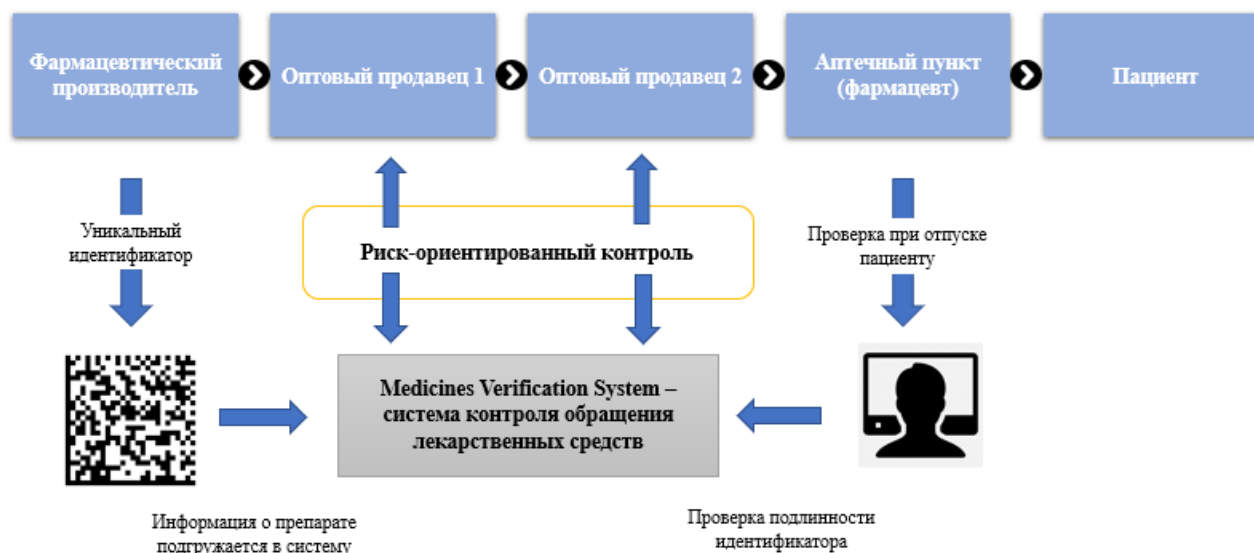 Фармацевтический
производитель
Оптовый продавец 1
Оптовый продавец 2
Аптечный пункт
(фармацевт)
Пациент
Уникальный
идентификатор
Риск-ориентированный контроль
Проверка при отпуске
пациенту
Medicines Verification System –
система контроля обращения
лекарственных средств
Информация о препарате
подгружается в систему
Проверка подлинности
идентификатора